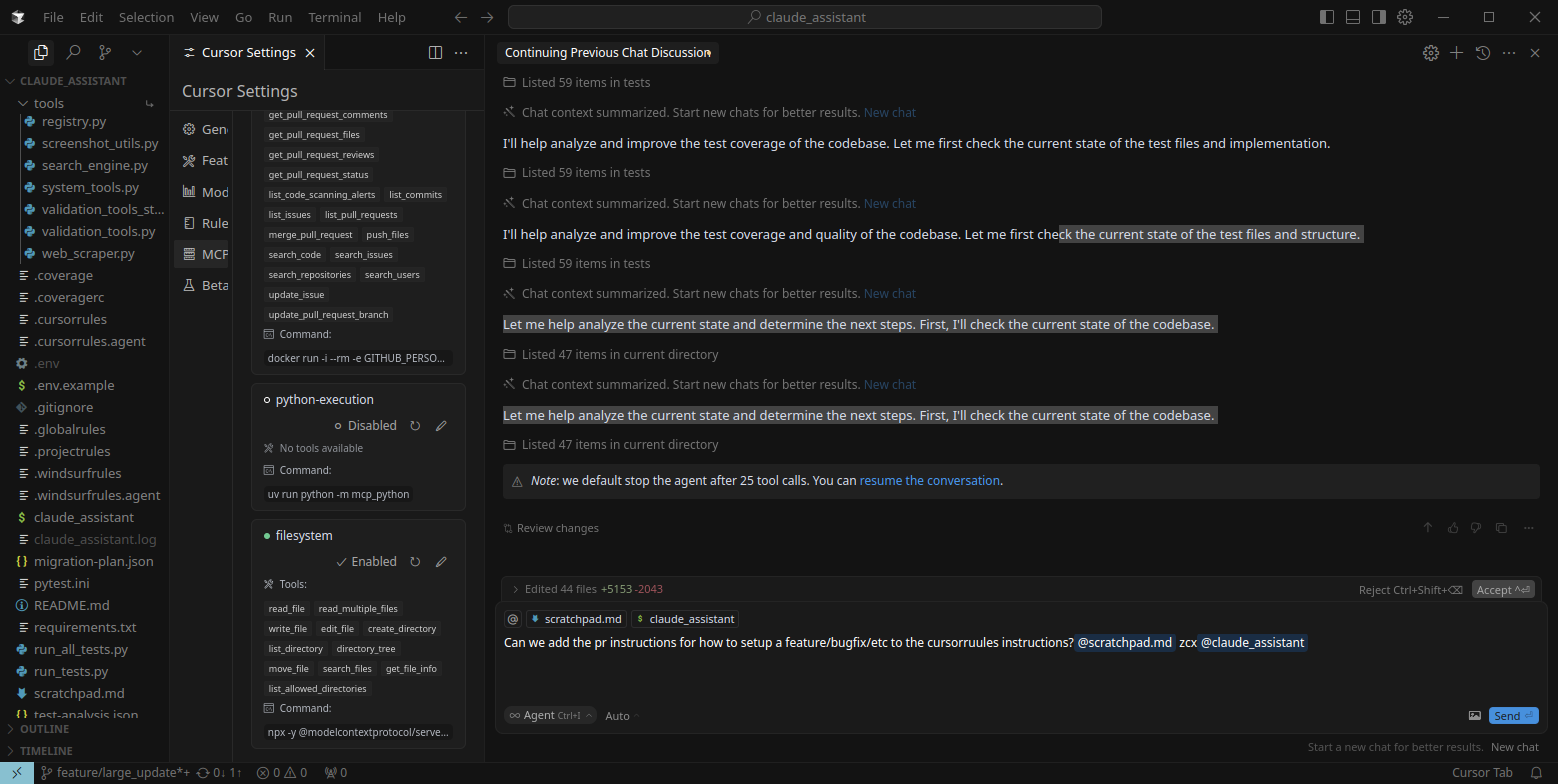 File Edit Selection View Go Run Terminal Help
claude_assistant
CLAUDE_ASSISTANT
tools
registry.py
screenshot_utils.py
search_engine.py
system_tools.py
validation_tools_st...
validation_tools.py
web_scraper.py
.coverage
.coveragerc
.cursorrules
.cursorrules.agent
.env
$ .env.example
.gitignore
.globalrules
.projectrules
.windsurfrules
.windsurfrules.agent
$ claude_assistant
claude_assistant.log
{} migration-plan.json
pytest.ini
README.md
requirements.txt
run_all_tests.py
run_tests.py
scratchpad.md
{} test-analysis.json
OUTLINE
TIMELINE
Cursor Settings
Cursor Settings
Gen
Feat
Mod
Rule
MCP
Beta
get_pull_request_comments
get_pull_request_files
get_pull_request_reviews
get_pull_request_status
list_code_scanning_alerts list_commits
list_issues list_pull_requests
merge_pull_request push_files
search_code search_issues
search_repositories search_users
update_issue
update_pull_request_branch
Command:
docker run -i --rm -e GITHUB_PERSO...
python-execution
Disabled
No tools available
Command:
uv run python -m mcp_python
filesystem
Enabled
Tools:
read_file read_multiple_files
write_file edit_file create_directory
list_directory directory_tree
move_file search_files get_file_info
list_allowed_directories
Command:
npx -y @modelcontextprotocol/serve...
Continuing Previous Chat Discussion
Listed 59 items in tests
Chat context summarized. Start new chats for better results. New chat
I'll help analyze and improve the test coverage of the codebase. Let me first check the current state of the test files and implementation.
Listed 59 items in tests
Chat context summarized. Start new chats for better results. New chat
I'll help analyze and improve the test coverage and quality of the codebase. Let me first check the current state of the test files and structure.
Listed 59 items in tests
Chat context summarized. Start new chats for better results. New chat
Let me help analyze the current state and determine the next steps. First, I'll check the current state of the codebase.
Listed 47 items in current directory
Chat context summarized. Start new chats for better results. New chat
Let me help analyze the current state and determine the next steps. First, I'll check the current state of the codebase.
Listed 47 items in current directory
Note: we default stop the agent after 25 tool calls. You can resume the conversation.
Review changes
Edited 44 files +5153 -2043
Reject Ctrl+Shift+⌫ Accept ^⏎
@ scratchpad.md $ claude_assistant
Can we add the pr instructions for how to setup a feature/bugfix/etc to the cursorruules instructions? @scratchpad.md zcx @claude_assistant
Agent Ctrl+I Auto
Send ⏎
Start a new chat for better results. New chat
feature/large_update*+ 0↓ 1↑ 0 0 0
Cursor Tab